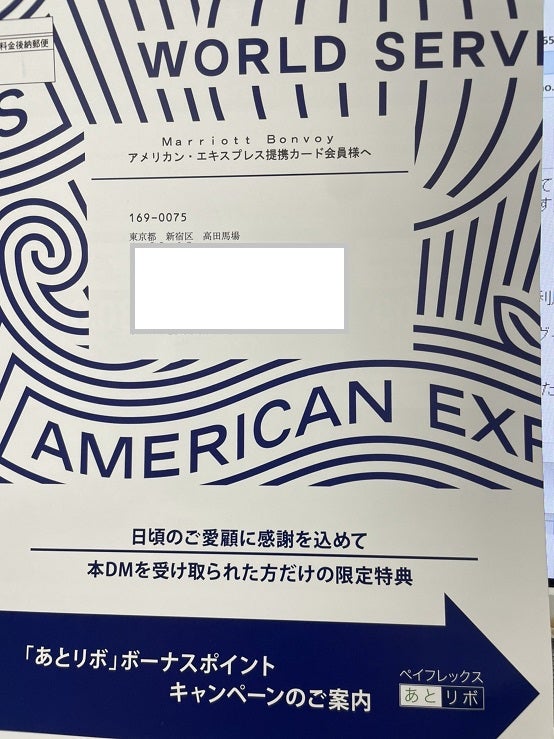 料金後納郵便
WORLD SERVI
S
Marriott Bonvoy
アメリカン・エキスプレス提携カード会員様へ
169-0075
東京都 新宿区 高田馬場
AMERICAN EXP
日頃のご愛顧に感謝を込めて
本DMを受け取られた方だけの限定特典
「あとリボ」ボーナスポイント
キャンペーンのご案内
ペイフレックス
あとリボ